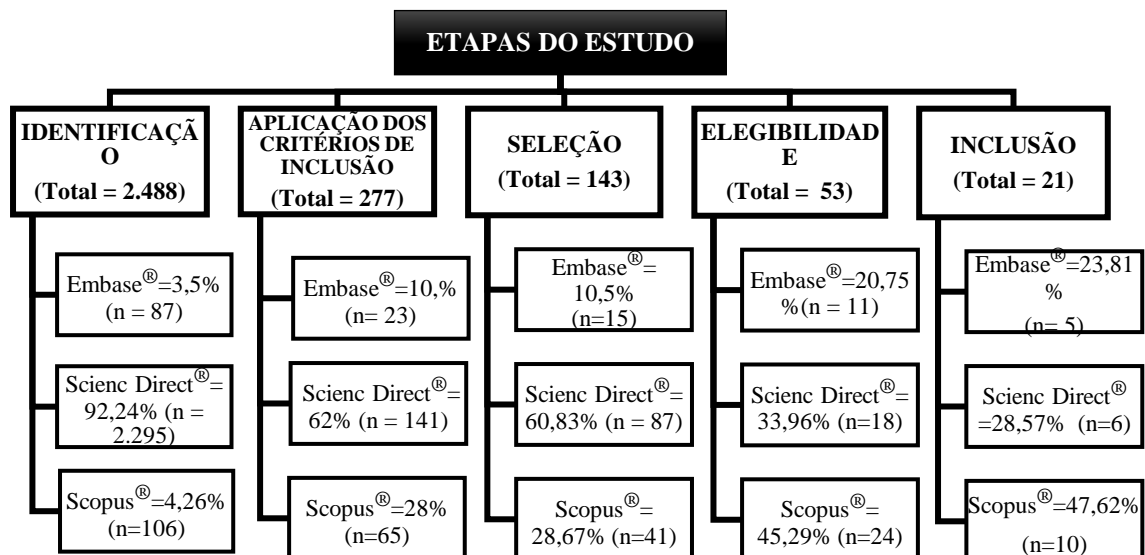 ETAPAS DO ESTUDO
IDENTIFICAÇÃ
O
(Total = 2.488)
Embase®=3,5%
(n = 87)
Scienc Direct®=
92,24% (n =
2.295)
Scopus®=4,26%
(n=106)
APLICAÇÃO DOS
CRITÉRIOS DE
INCLUSÃO
(Total = 277)
Embase®=10,%
(n= 23)
Scienc Direct®=
62% (n = 141)
Scopus®=28%
(n=65)
SELEÇÃO
(Total = 143)
Embase®=
10,5%
(n=15)
Scienc Direct®=
60,83% (n = 87)
Scopus®=
28,67% (n=41)
ELEGIBILIDAD
E
(Total = 53)
Embase®=20,75
%(n = 11)
Scienc Direct®=
33,96% (n=18)
Scopus®=
45,29% (n=24)
INCLUSÃO
(Total = 21)
Embase®=23,81
%
(n= 5)
Scienc Direct®
=28,57% (n=6)
Scopus®=47,62%
(n=10)